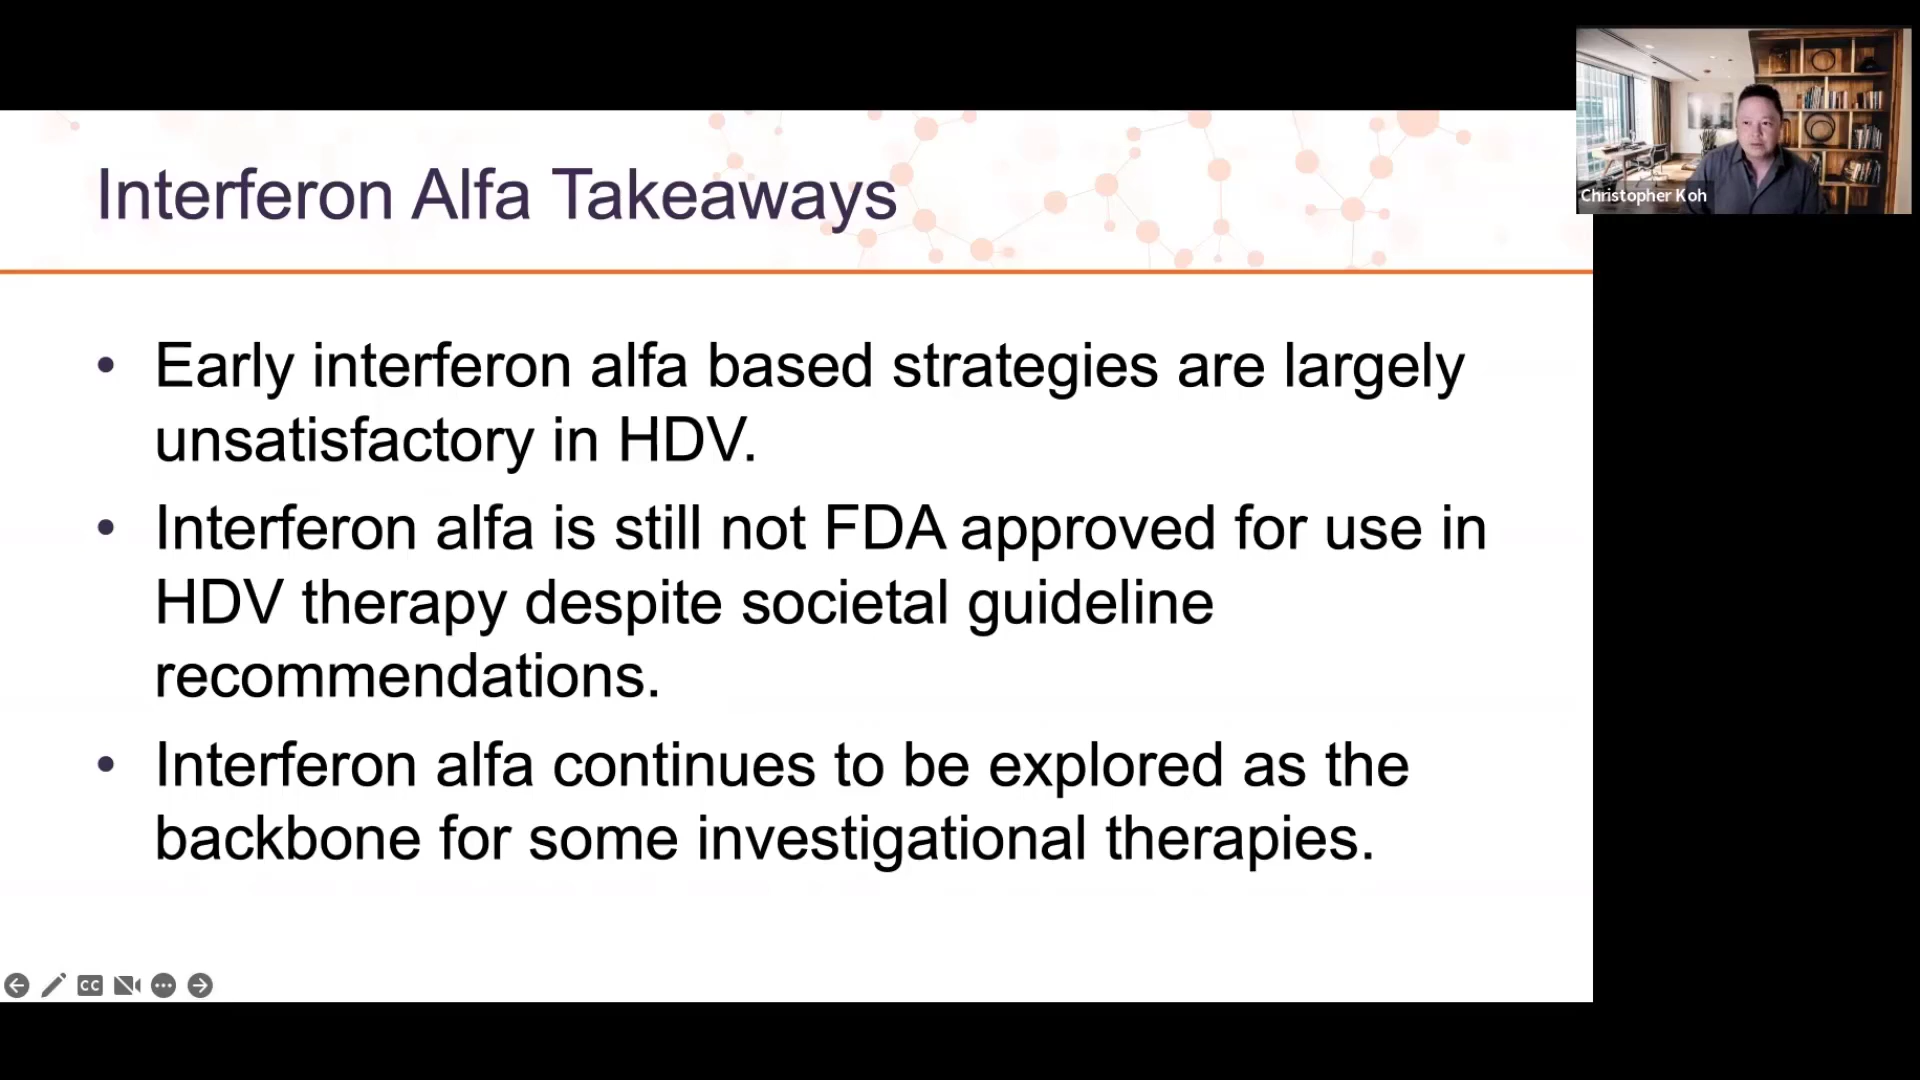 Interferon Alfa Takeaways
Christopher Koh
• Early interferon alfa based strategies are largely
unsatisfactory in HDV.
• Interferon alfa is still not FDA approved for use in
HDV therapy despite societal guideline
recommendations.
• Interferon alfa continues to be explored as the
backbone for some investigational therapies.
CC